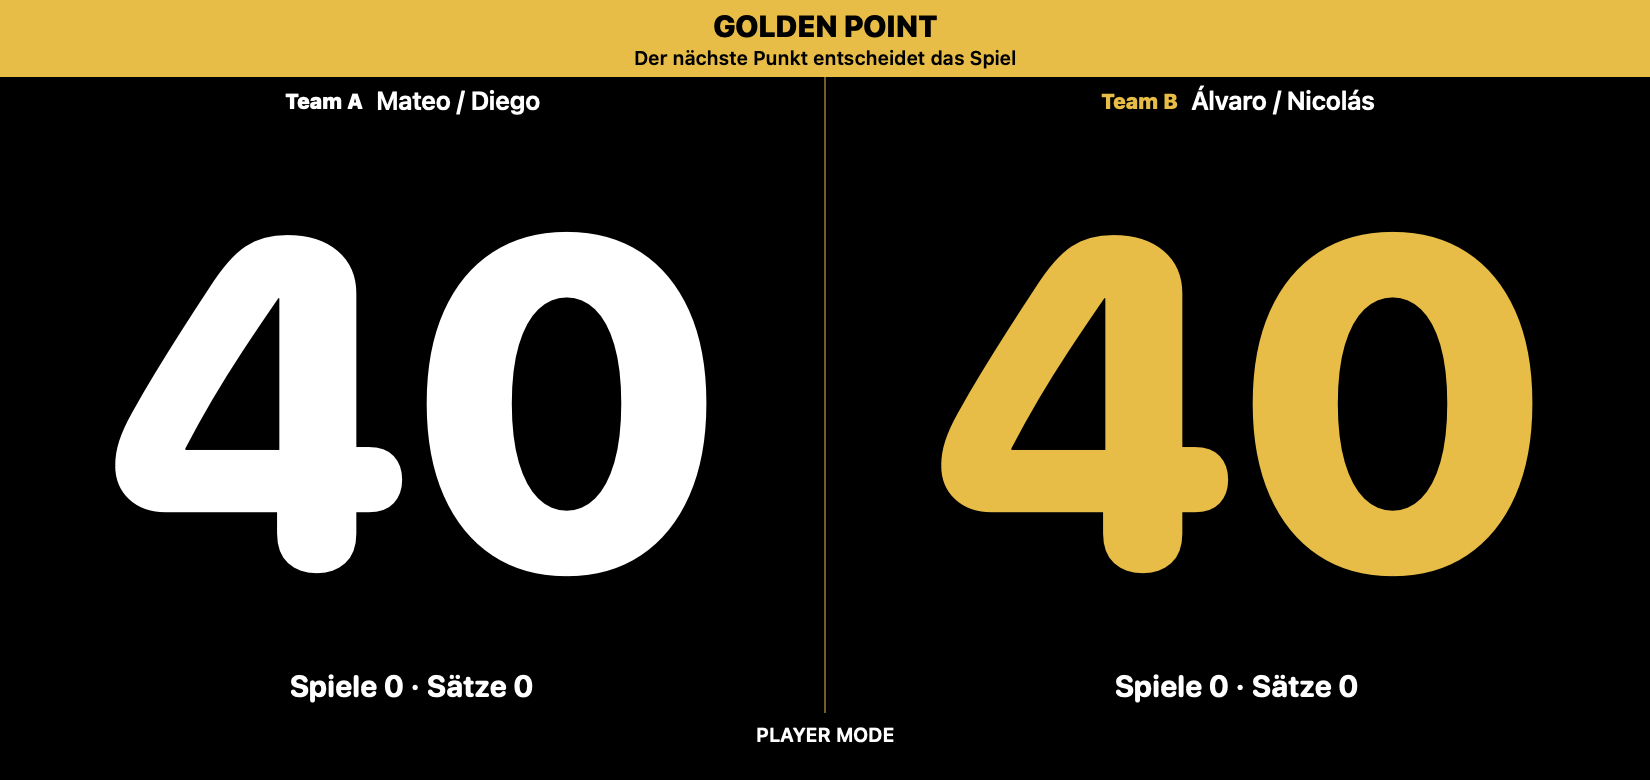 GOLDEN POINT
Der nächste Punkt entscheidet das Spiel
Team A Mateo / Diego
40
Spiele 0 · Sätze 0
Team B Álvaro / Nicolás
40
Spiele 0 · Sätze 0
PLAYER MODE